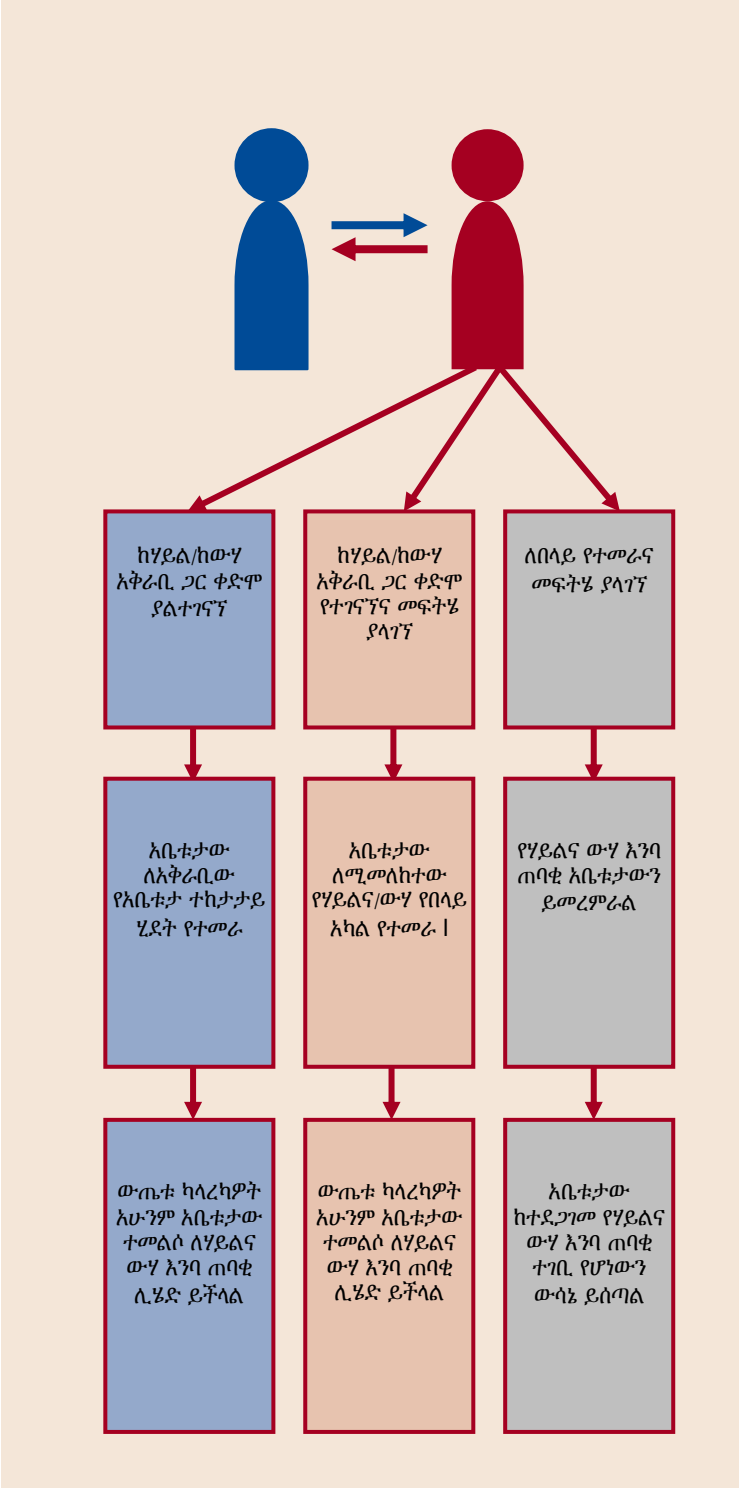 ከሃይል/ከውሃ
አቅራቢ ጋር ቀድሞ
ያልተገናኘ
ከሃይል/ከውሃ
አቅራቢ ጋር ቀድሞ
የተገናኘና መፍትሄ
ያላገኘ
ለበላይ የተመራና
መፍትሄ ያላገኘ
አቤቱታው
ለአቅራቢው
የአቤቱታ ተከታታይ
ሂደት የተመራ
አቤቱታው
ለሚመለከተው
የሃይልና/ውሃ የበላይ
አካል የተመራ l
የሃይልና ውሃ እንባ
ጠባቂ አቤቱታውን
ይመረምራል
ውጤቱ ካላረካዎት
አሁንም አቤቱታው
ተመልሶ ለሃይልና
ውሃ እንባ ጠባቂ
ሊሄድ ይችላል
ውጤቱ ካላረካዎት
አሁንም አቤቱታው
ተመልሶ ለሃይልና
ውሃ እንባ ጠባቂ
ሊሄድ ይችላል
አቤቱታው
ከተደጋገመ የሃይልና
ውሃ እንባ ጠባቂ
ተገቢ የሆነውን
ውሳኔ ይሰጣል